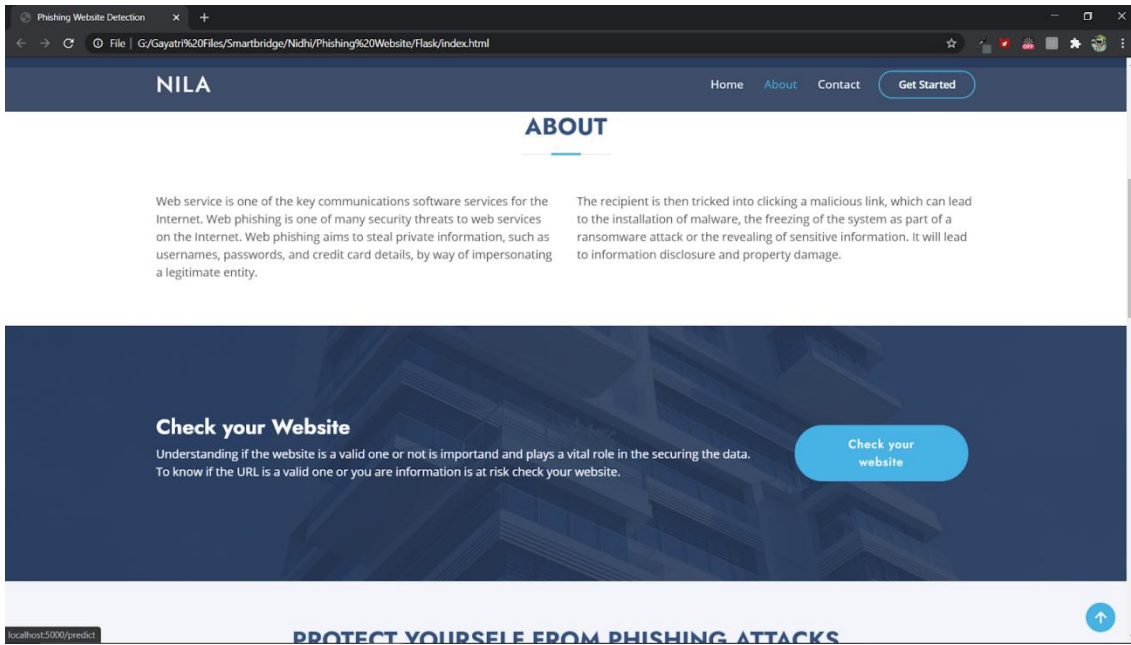 Phishing Website Detection
File | G:/Gayatri%20Files/Smartbridge/Nidhi/Phishing%20Website/Flask/index.html
OFF
NILA
Home About Contact Get Started
ABOUT
Web service is one of the key communications software services for the
Internet. Web phishing is one of many security threats to web services
on the Internet. Web phishing aims to steal private information, such as
usernames, passwords, and credit card details, by way of impersonating
a legitimate entity.
The recipient is then tricked into clicking a malicious link, which can lead
to the installation of malware, the freezing of the system as part of a
ransomware attack or the revealing of sensitive information. It will lead
to information disclosure and property damage.
Check your Website
Understanding if the website is a valid one or not is importand and plays a vital role in the securing the data.
To know if the URL is a valid one or you are information is at risk check your website.
Check your
website
PROTECT YOURSELF FROM PHISHING ATTACKS
localhost:5000/predict